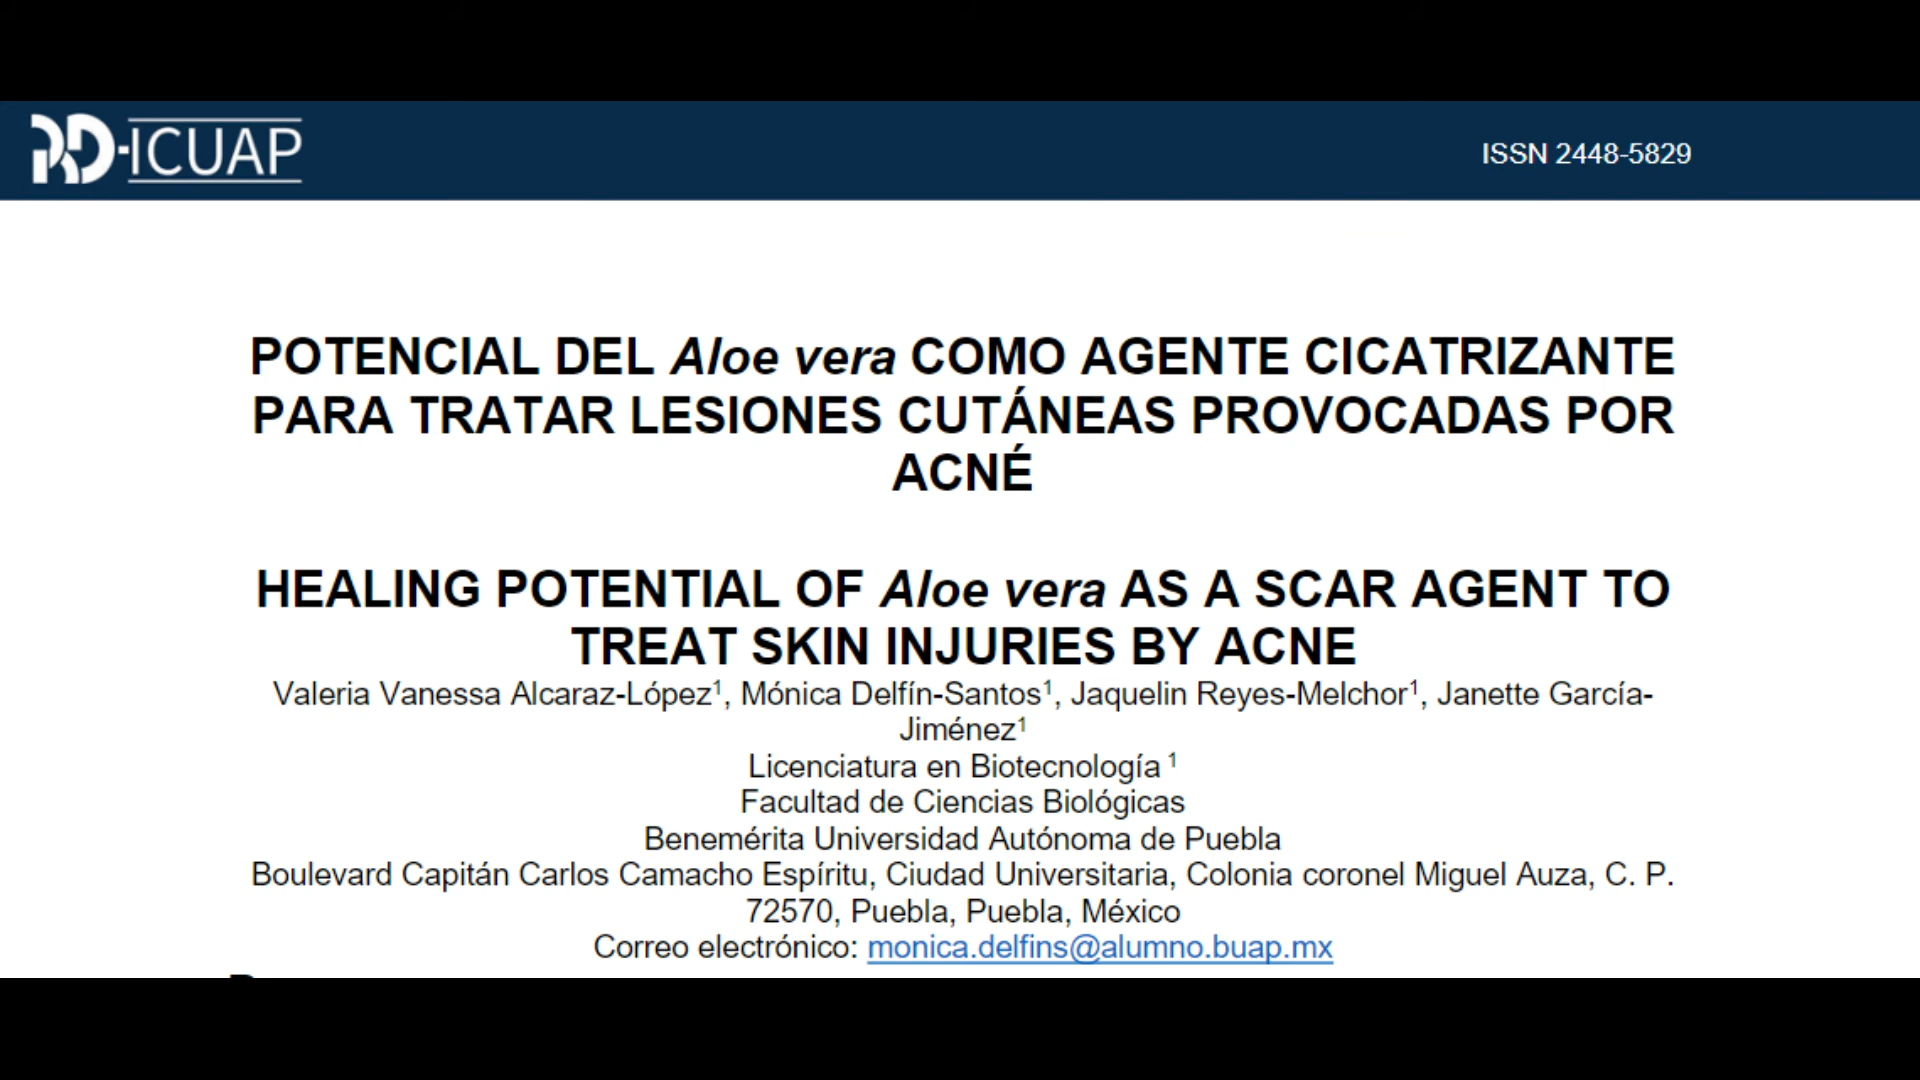 RD-ICUAP
ISSN 2448-5829
POTENCIAL DEL Aloe vera COMO AGENTE CICATRIZANTE
PARA TRATAR LESIONES CUTÁNEAS PROVOCADAS POR
ACNÉ
HEALING POTENTIAL OF Aloe vera AS A SCAR AGENT TO
TREAT SKIN INJURIES BY ACNE
Valeria Vanessa Alcaraz-López¹, Mónica Delfín-Santos¹, Jaquelin Reyes-Melchor¹, Janette García-
Jiménez¹
Licenciatura en Biotecnología ¹
Facultad de Ciencias Biológicas
Benemérita Universidad Autónoma de Puebla
Boulevard Capitán Carlos Camacho Espíritu, Ciudad Universitaria, Colonia coronel Miguel Auza, C. P.
72570, Puebla, Puebla, México
Correo electrónico: monica.delfins@alumno.buap.mx